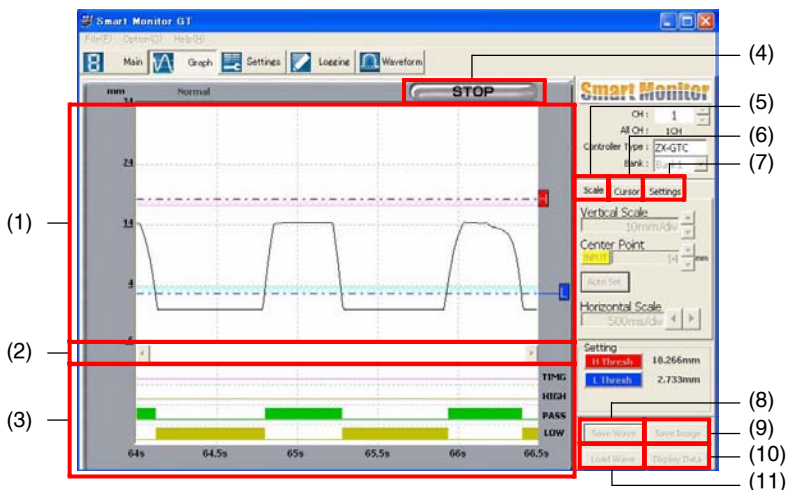 Smart Monitor GT
File(E) Option(O) Help(H)
Main Graph Settings Logging Waveform
(4)
mm Normal STOP Smart Monitor
34
CH : 1
(5)
All CH : 1CH
(6)
Controller Type : ZX-GTC
Bank : Bank1
(7)
24
Scale Cursor Settings
H
Vertical Scale
10mm/div
(1)
14
Center Point
INPUT 14 mm
Auto Set
4
L
Horizontal Scale
500ms/div
(2)
-6
Setting
H Thresh 18.266mm
L Thresh 2.733mm
TIMG
HIGH
(3)
PASS
LOW
(8)
Save Wave Save Image
(9)
Load Wave Display Data
(10)
64s 64.5s 65s 65.5s 66s 66.5s
(11)